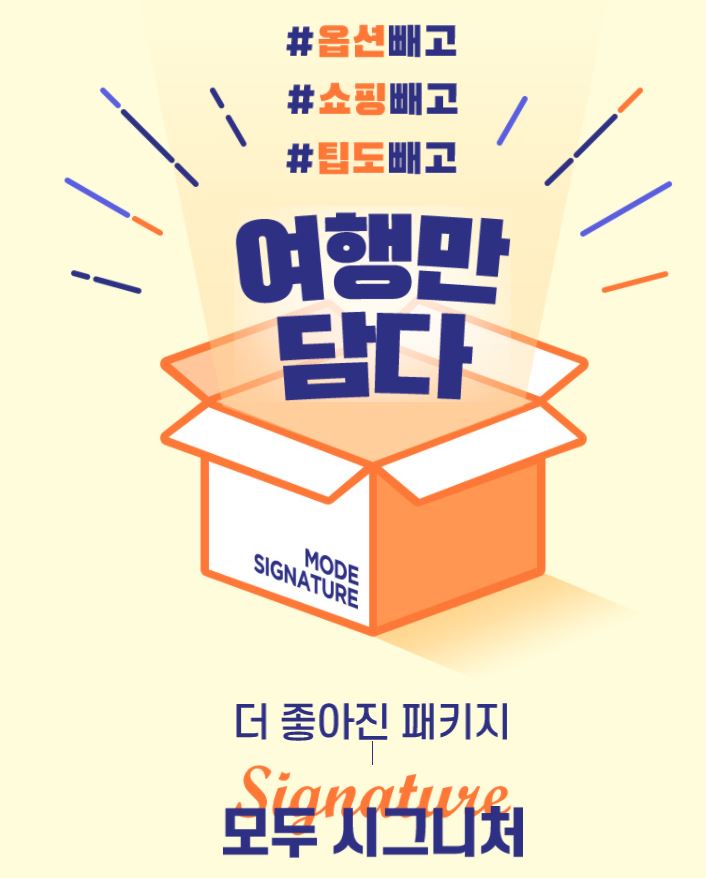 #옵션빼고
#쇼핑빼고
#팁도빼고
여행만
담다
MODE
SIGNATURE
더 좋아진 패키지
Signature
모두 시그니처